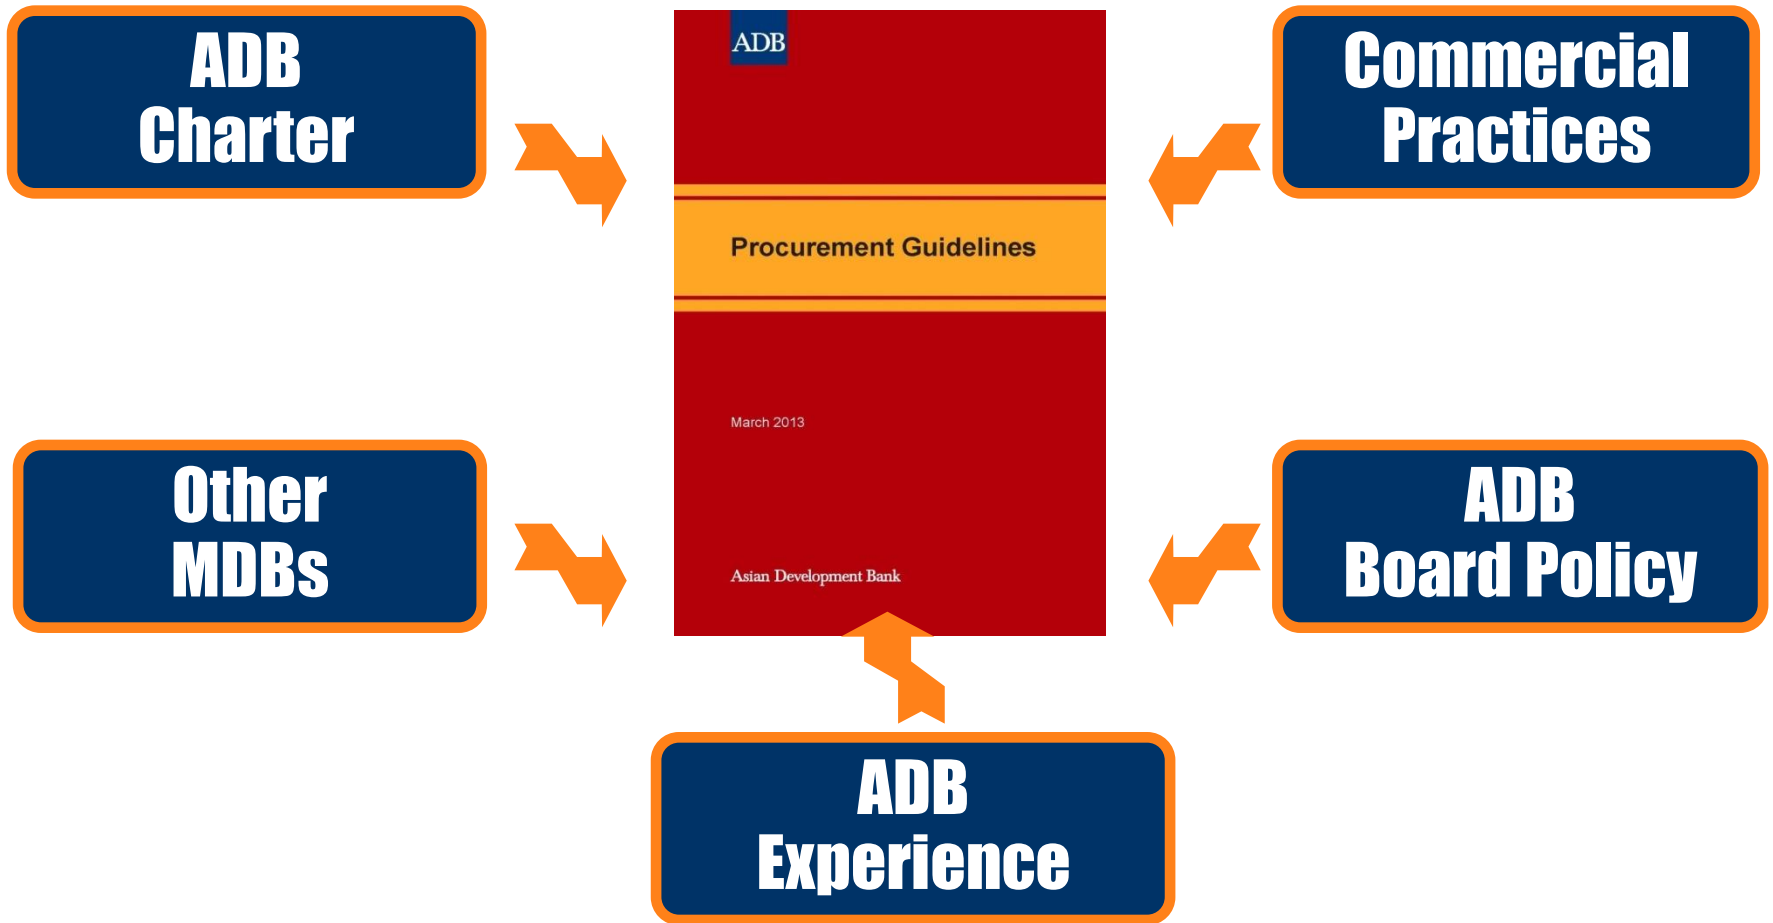 ADB
Charter
ADB
Procurement Guidelines
March 2013
Asian Development Bank
Commercial
Practices
Other
MDBs
ADB
Board Policy
ADB
Experience